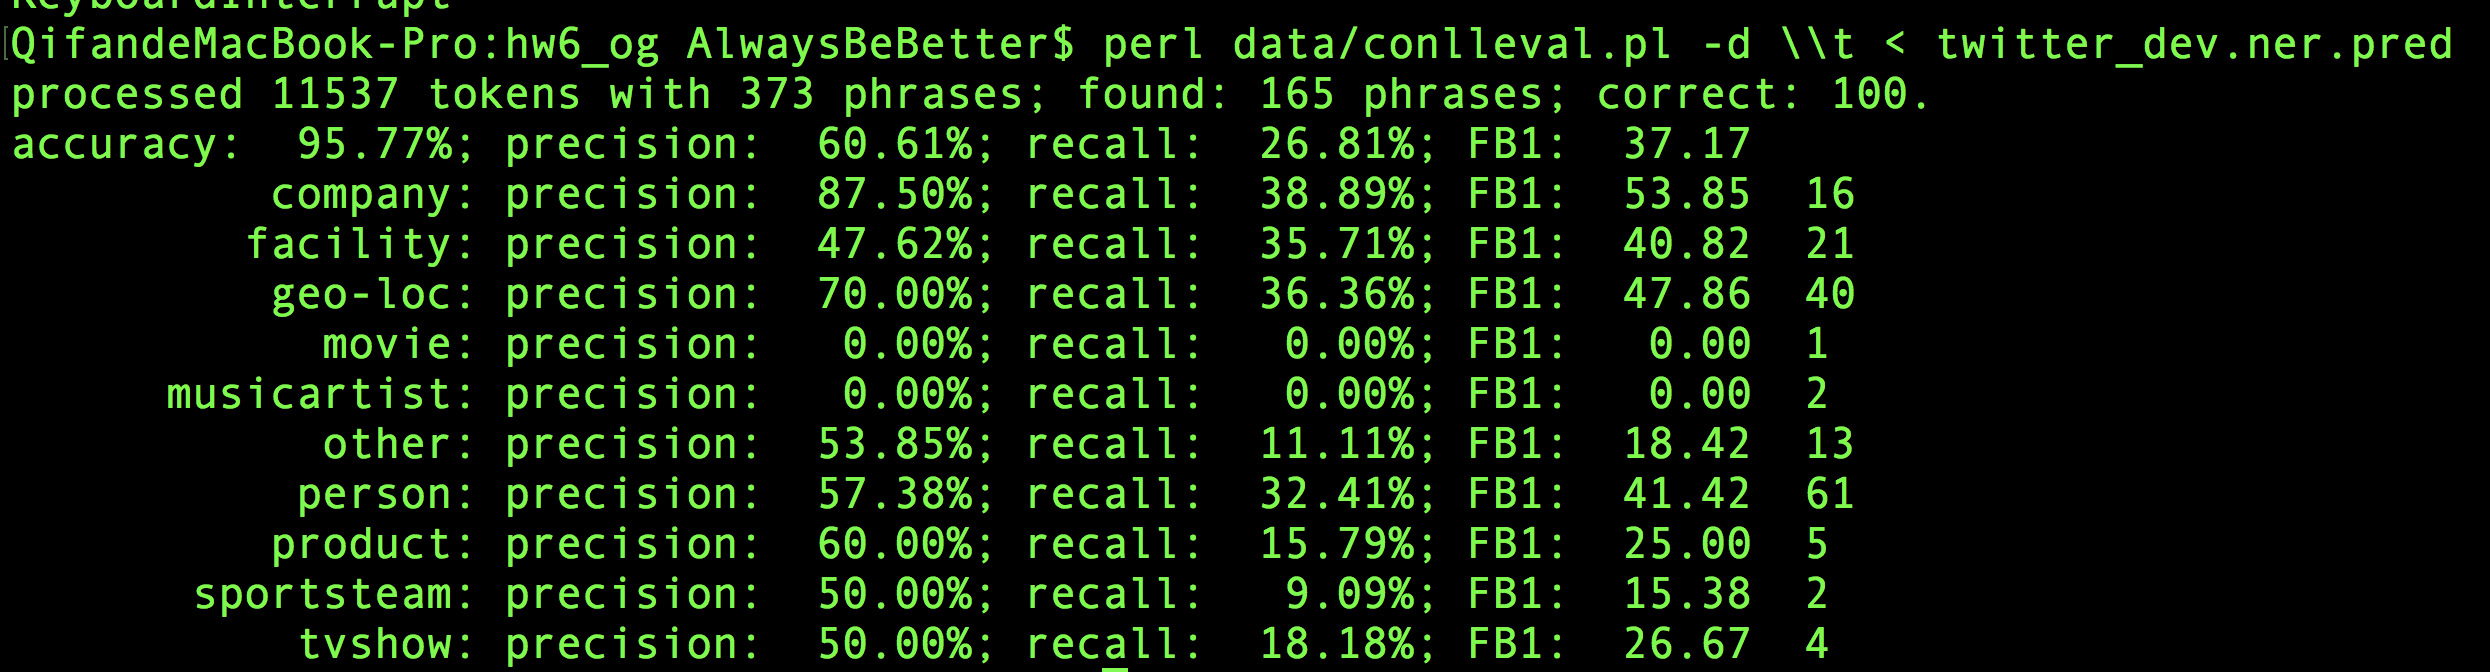 KeyboardInterrupt
QifandeMacBook-Pro:hw6_og AlwaysBeBetter$ perl data/conlleval.pl -d \\t < twitter_dev.ner.pred
processed 11537 tokens with 373 phrases; found: 165 phrases; correct: 100.
accuracy:  95.77%; precision:  60.61%; recall:  26.81%; FB1:  37.17
          company: precision:  87.50%; recall:  38.89%; FB1:  53.85  16
         facility: precision:  47.62%; recall:  35.71%; FB1:  40.82  21
          geo-loc: precision:  70.00%; recall:  36.36%; FB1:  47.86  40
            movie: precision:   0.00%; recall:   0.00%; FB1:   0.00  1
      musicartist: precision:   0.00%; recall:   0.00%; FB1:   0.00  2
            other: precision:  53.85%; recall:  11.11%; FB1:  18.42  13
           person: precision:  57.38%; recall:  32.41%; FB1:  41.42  61
          product: precision:  60.00%; recall:  15.79%; FB1:  25.00  5
       sportsteam: precision:  50.00%; recall:   9.09%; FB1:  15.38  2
           tvshow: precision:  50.00%; recall:  18.18%; FB1:  26.67  4